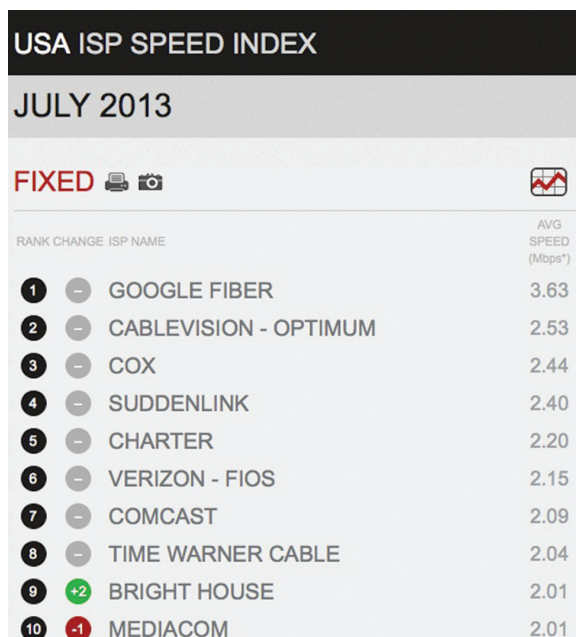 USA ISP SPEED INDEX
JULY 2013
FIXED
RANK CHANGE ISP NAME AVG SPEED (Mbps*)
1 – GOOGLE FIBER 3.63
2 – CABLEVISION - OPTIMUM 2.53
3 – COX 2.44
4 – SUDDENLINK 2.40
5 – CHARTER 2.20
6 – VERIZON - FIOS 2.15
7 – COMCAST 2.09
8 – TIME WARNER CABLE 2.04
9 +2 BRIGHT HOUSE 2.01
10 -1 MEDIACOM 2.01